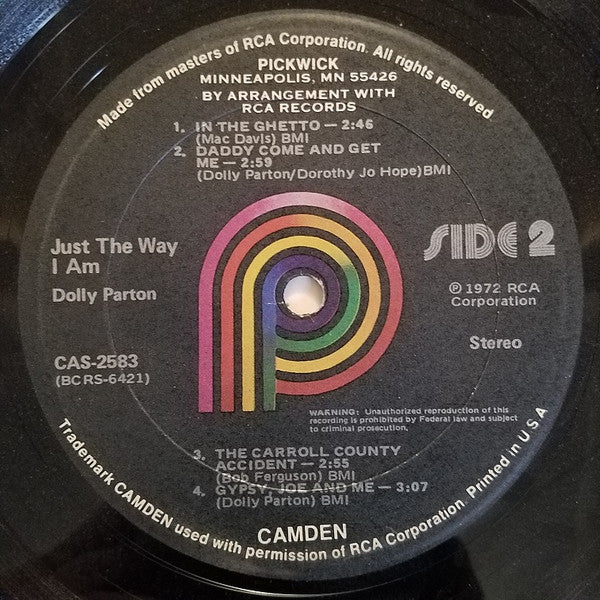 Made from masters of RCA Corporation. All rights reserved
PICKWICK
MINNEAPOLIS, MN 55426
BY ARRANGEMENT WITH
RCA RECORDS
1. IN THE GHETTO — 2:46
(Mac Davis) BMI
2. DADDY COME AND GET
ME — 2:59
(Dolly Parton/Dorothy Jo Hope) BMI
Just The Way
I Am
Dolly Parton
CAS-2583
(BCRS-6421)
SIDE 2
℗ 1972 RCA
Corporation
Stereo
WARNING: Unauthorized reproduction of this
recording is prohibited by Federal law and subject
to criminal prosecution.
3. THE CARROLL COUNTY
ACCIDENT — 2:55
(Bob Ferguson) BMI
4. GYPSY, JOE AND ME — 3:07
(Dolly Parton) BMI
CAMDEN
Trademark CAMDEN used with permission of RCA Corporation. Printed in U.S.A